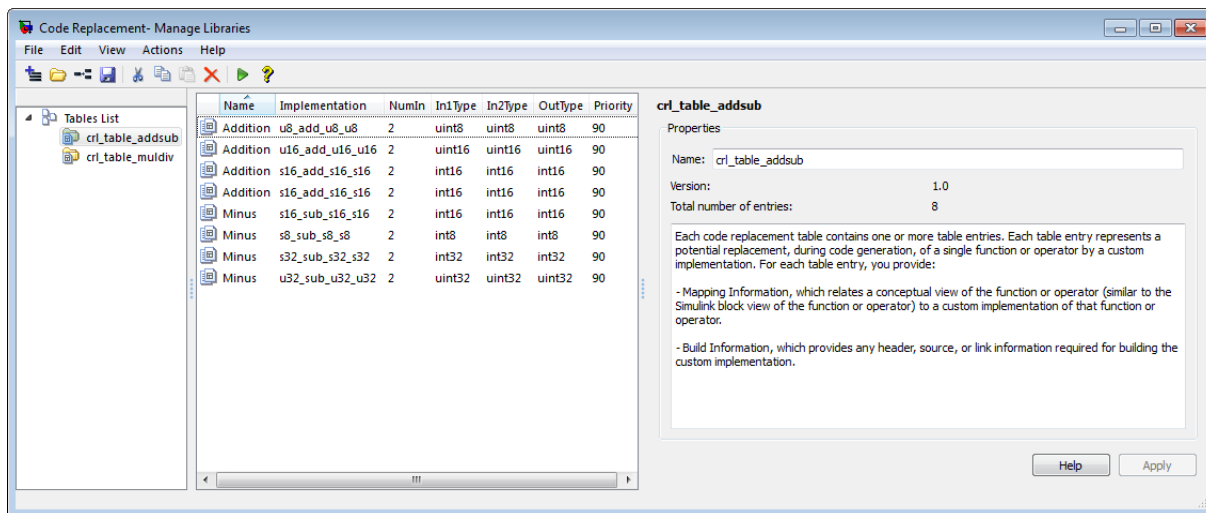 Code Replacement- Manage Libraries
File Edit View Actions Help
Tables List
crl_table_addsub
crl_table_muldiv
Name Implementation NumIn In1Type In2Type OutType Priority
Addition u8_add_u8_u8 2 uint8 uint8 uint8 90
Addition u16_add_u16_u16 2 uint16 uint16 uint16 90
Addition s16_add_s16_s16 2 int16 int16 int16 90
Addition s16_add_s16_s16 2 int16 int16 int16 90
Minus s16_sub_s16_s16 2 int16 int16 int16 90
Minus s8_sub_s8_s8 2 int8 int8 int8 90
Minus s32_sub_s32_s32 2 int32 int32 int32 90
Minus u32_sub_u32_u32 2 uint32 uint32 uint32 90
crl_table_addsub
Properties
Name: crl_table_addsub
Version: 1.0
Total number of entries: 8
Each code replacement table contains one or more table entries. Each table entry represents a
potential replacement, during code generation, of a single function or operator by a custom
implementation. For each table entry, you provide:
- Mapping Information, which relates a conceptual view of the function or operator (similar to the
Simulink block view of the function or operator) to a custom implementation of that function or
operator.
- Build Information, which provides any header, source, or link information required for building the
custom implementation.
Help Apply